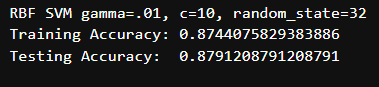 RBF SVM gamma=.01, c=10, random_state=32
Training Accuracy: 0.8744075829383886
Testing Accuracy:  0.8791208791208791